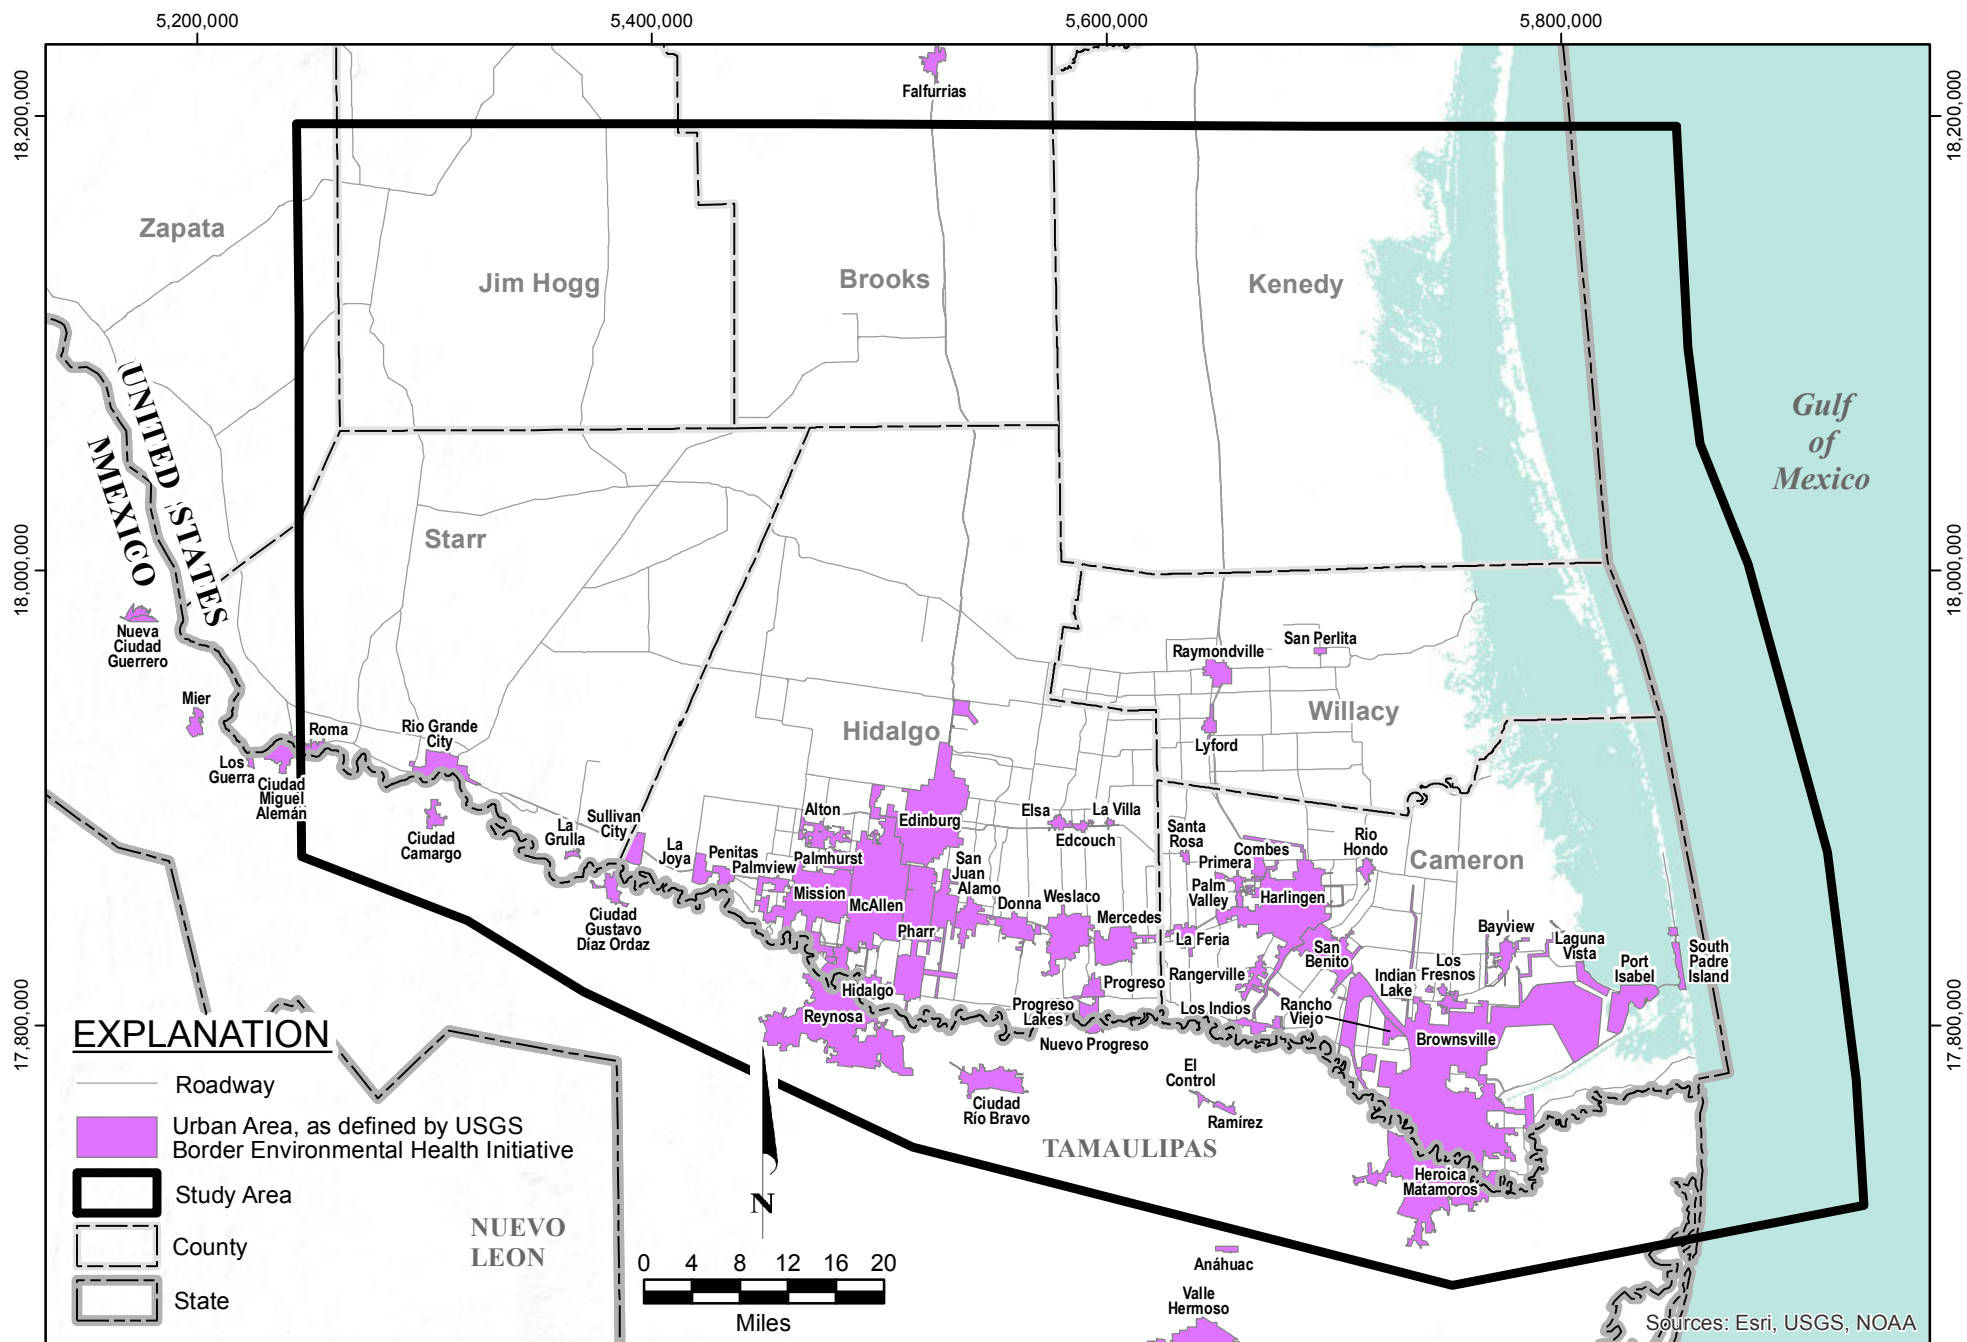 5,200,000
5,400,000
5,600,000
5,800,000
18,200,000
18,200,000
Falfurrias
Zapata
Jim Hogg
Brooks
Kenedy
Gulf
of
Mexico
UNITED STATES
MEXICO
Starr
18,000,000
18,000,000
Nueva
Ciudad
Guerrero
Raymondville
San Perlita
Mier
Roma
Rio Grande
City
Hidalgo
Willacy
Lyford
Los
Guerra
Ciudad
Miguel
Alemán
Ciudad
Camargo
La
Grulla
Sullivan
City
La
Joya
Penitas
Palmview
Alton
Palmhurst
Edinburg
Elsa
La Villa
Edcouch
Santa
Rosa
Primera
Combes
Rio
Hondo
Cameron
San
Juan
Alamo
Mission
McAllen
Donna
Weslaco
Mercedes
Palm
Valley
Harlingen
Pharr
La Feria
Ciudad
Gustavo
Díaz Ordaz
San
Benito
Bayview
Laguna
Vista
Port
Isabel
South
Padre
Island
Los
Fresnos
Indian
Lake
Rangerville
Progreso
Hidalgo
Progreso
Lakes
Los Indios
Rancho
Viejo
Reynosa
Nuevo Progreso
Brownsville
17,800,000
17,800,000
El
Control
Ramírez
Ciudad
Río Bravo
TAMAULIPAS
Heroica
Matamoros
NUEVO
LEON
Anáhuac
Valle
Hermoso
EXPLANATION
Roadway
Urban Area, as defined by USGS
Border Environmental Health Initiative
Study Area
County
State
N
0 4 8 12 16 20
Miles
Sources: Esri, USGS, NOAA